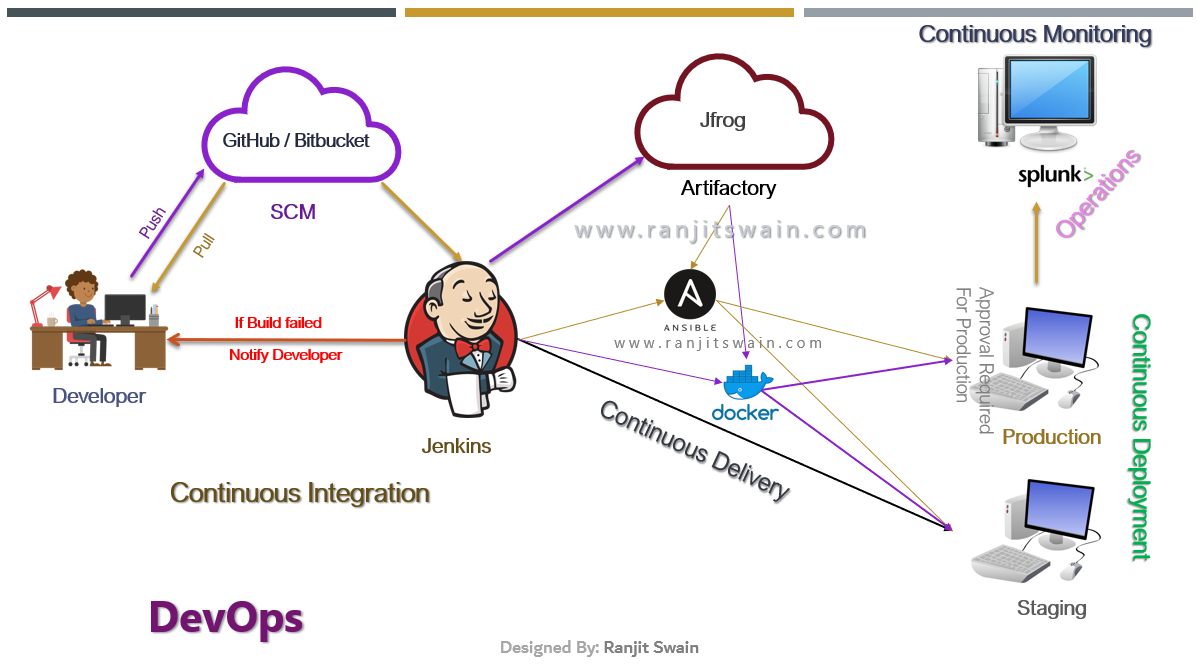 Continuous Monitoring
GitHub / Bitbucket
SCM
Push
Pull
Jfrog
Artifactory
splunk>
Operations
www.ranjitswain.com
A
ANSIBLE
www.ranjitswain.com
If Build failed
Notify Developer
Developer
Jenkins
docker
Continuous Delivery
Approval Required
For Production
Production
Continuous Deployment
Continuous Integration
Staging
DevOps
Designed By: Ranjit Swain